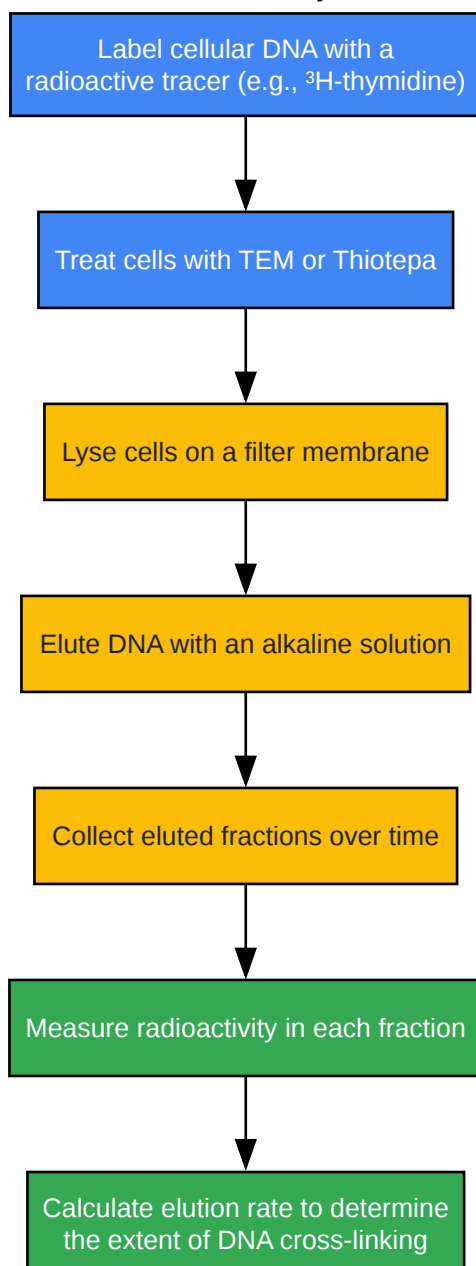 Label cellular DNA with a
radioactive tracer (e.g., ³H-thymidine)
Treat cells with TEM or Thiotepa
Lyse cells on a filter membrane
Elute DNA with an alkaline solution
Collect eluted fractions over time
Measure radioactivity in each fraction
Calculate elution rate to determine
the extent of DNA cross-linking